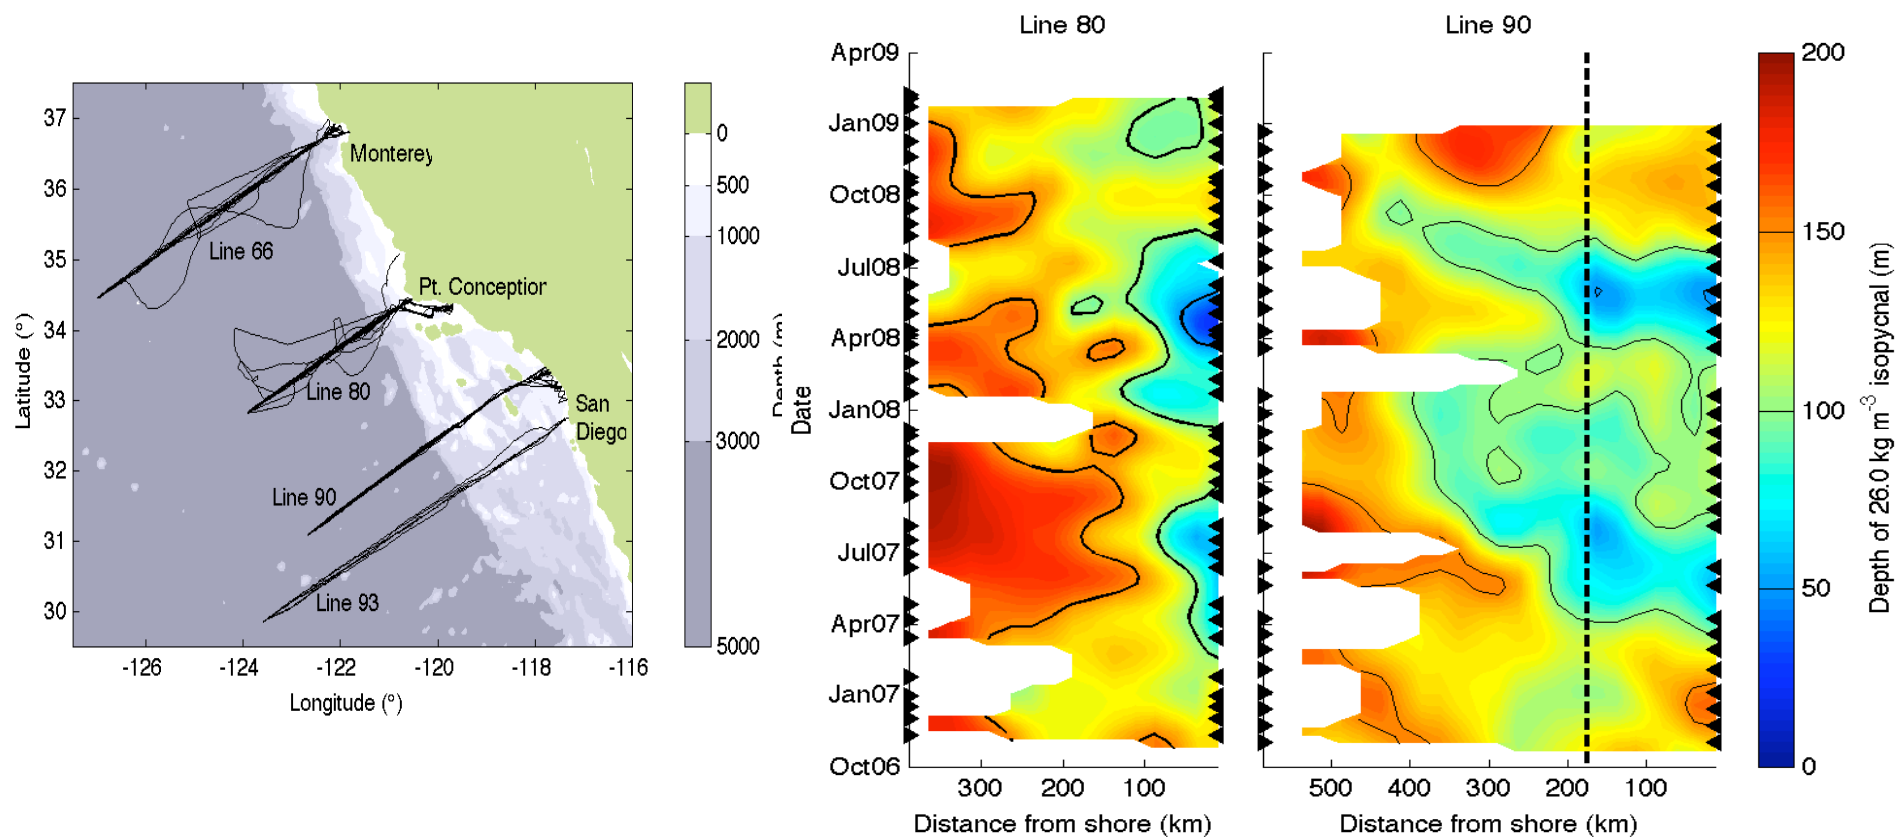 37
36
35
34
33
32
31
30
Latitude (°)
-126
-124
-122
-120
-118
-116
Longitude (°)
Monterey
Line 66
Pt. Conception
Line 80
San
Diego
Line 90
Line 93
0
500
1000
2000
3000
5000
Depth (m)
Line 80
Apr09
Jan09
Oct08
Jul08
Apr08
Jan08
Oct07
Jul07
Apr07
Jan07
Oct06
Date
300
200
100
Distance from shore (km)
Line 90
500
400
300
200
100
Distance from shore (km)
200
150
100
50
0
Depth of 26.0 kg m-3 isopycnal (m)